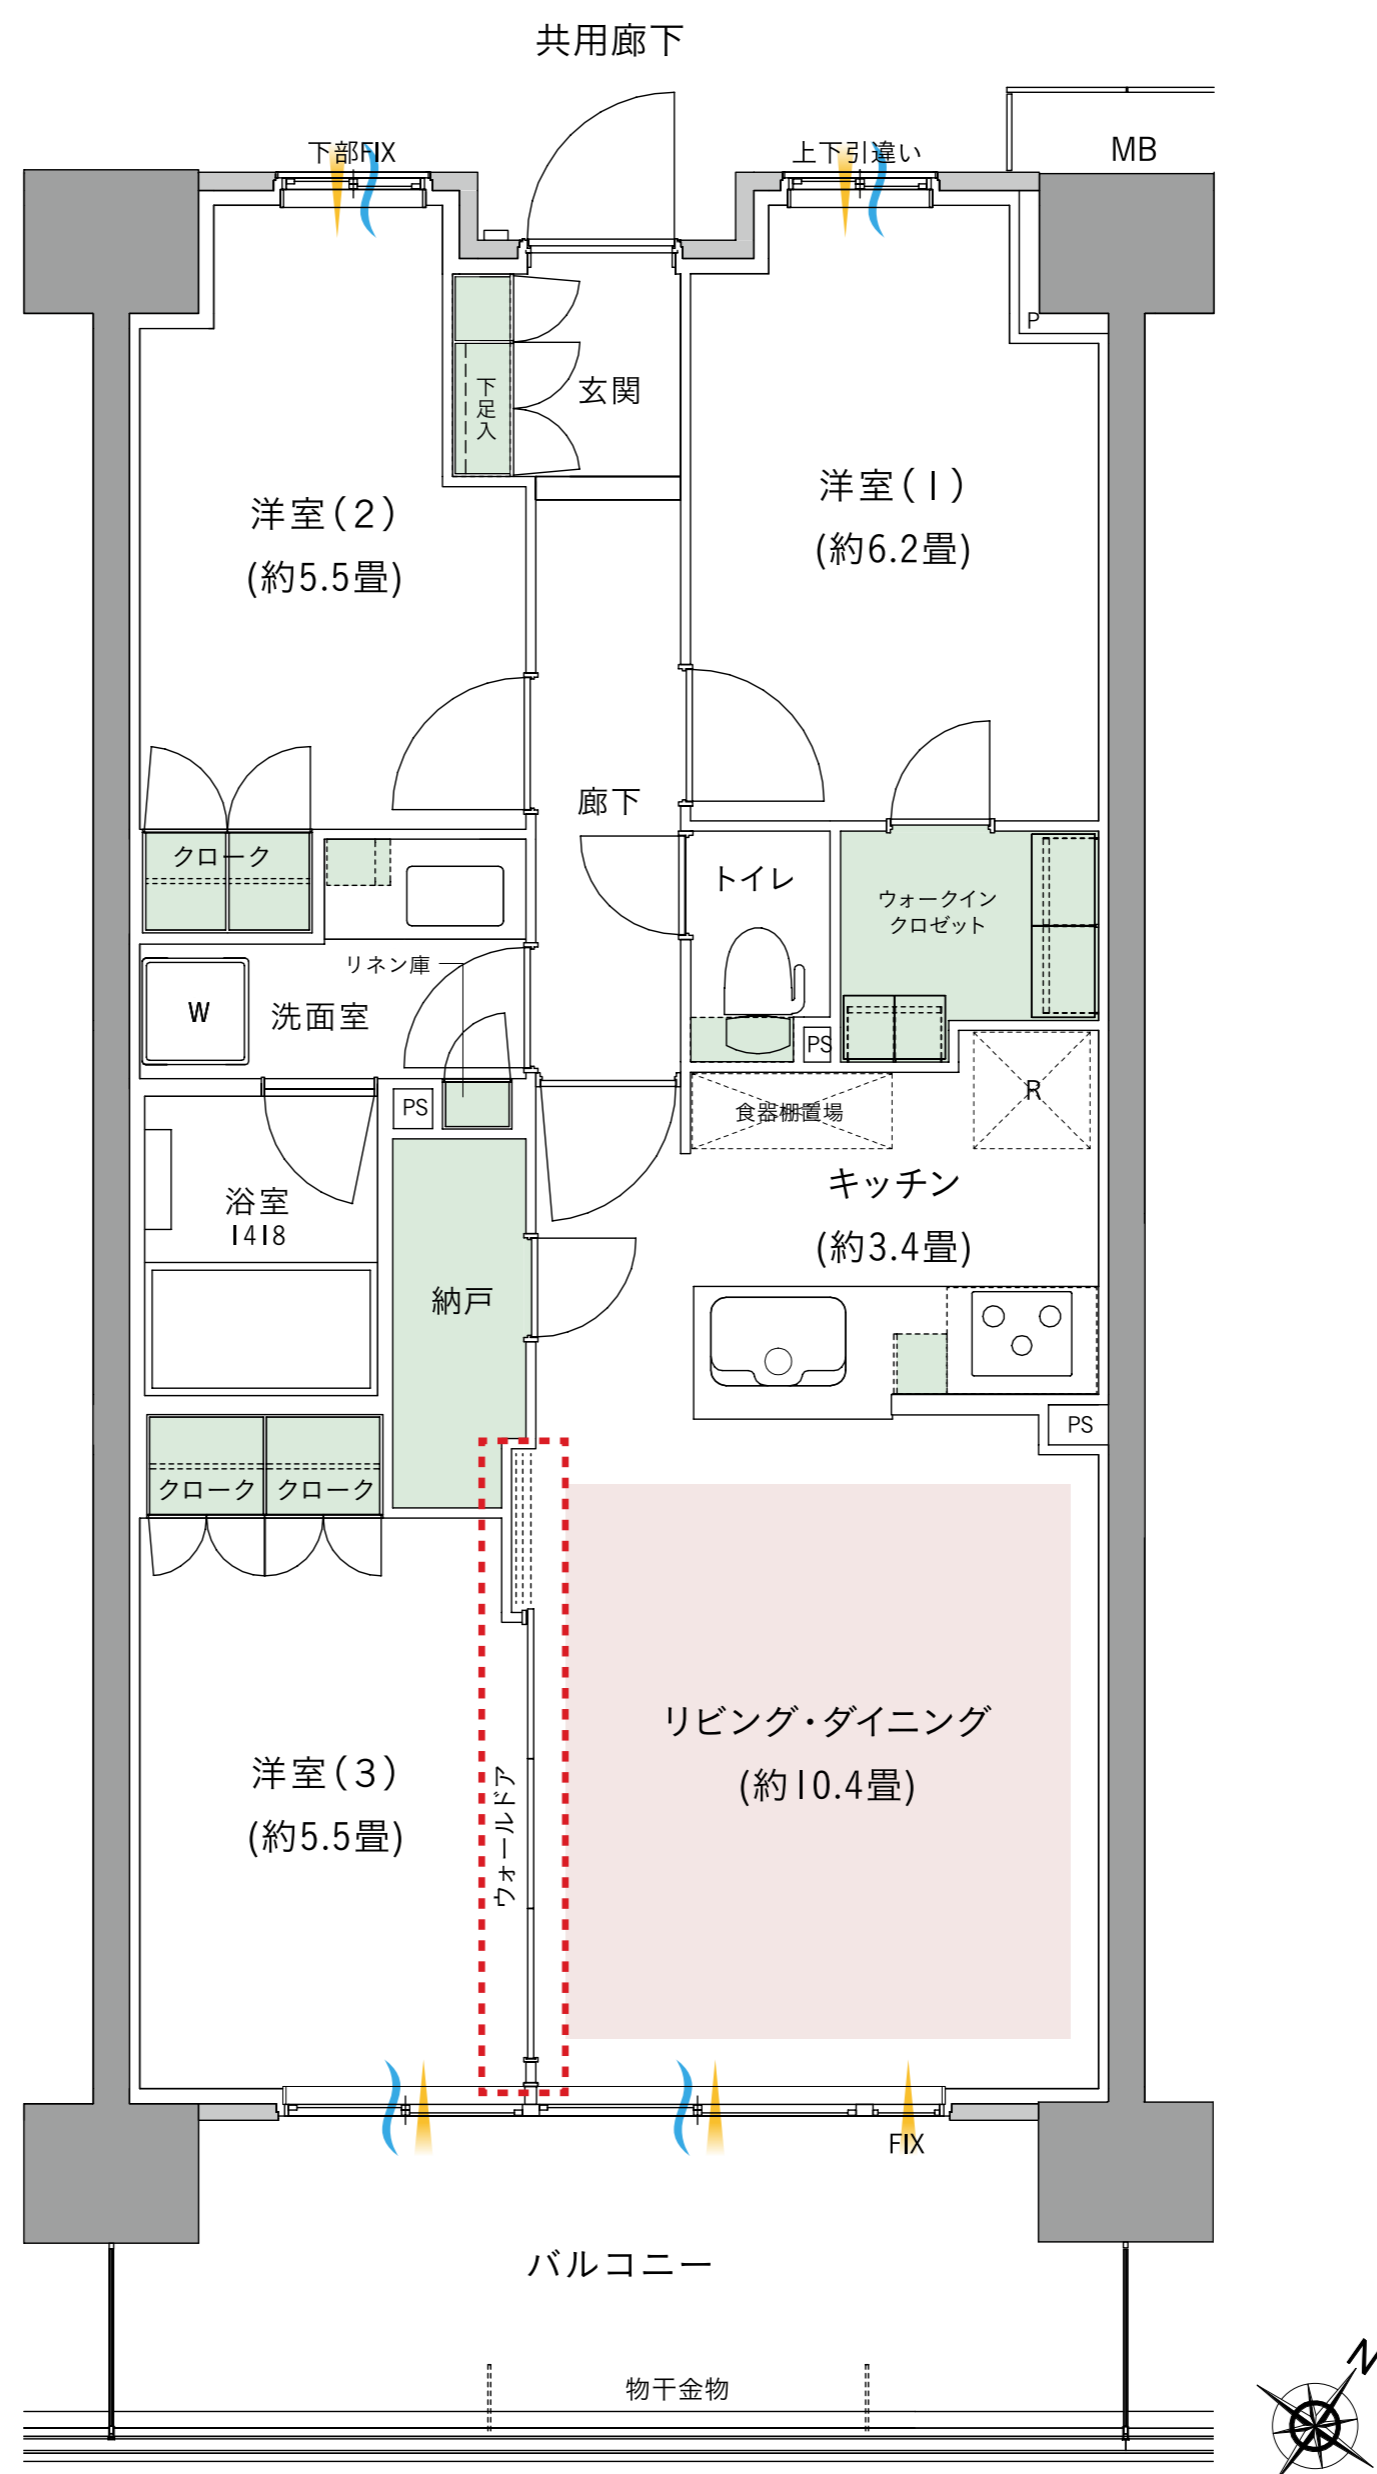 共用廊下
下部FIX
上下引違い
MB
P
下足入
玄関
洋室(2)
(約5.5畳)
洋室(1)
(約6.2畳)
廊下
クローク
トイレ
ウォークイン
クロゼット
リネン庫
W
洗面室
PS
PS
食器棚置場
R
キッチン
(約3.4畳)
浴室
1418
納戸
PS
クローク
クローク
リビング・ダイニング
(約10.4畳)
洋室(3)
(約5.5畳)
ウォールドア
FIX
バルコニー
物干金物
N